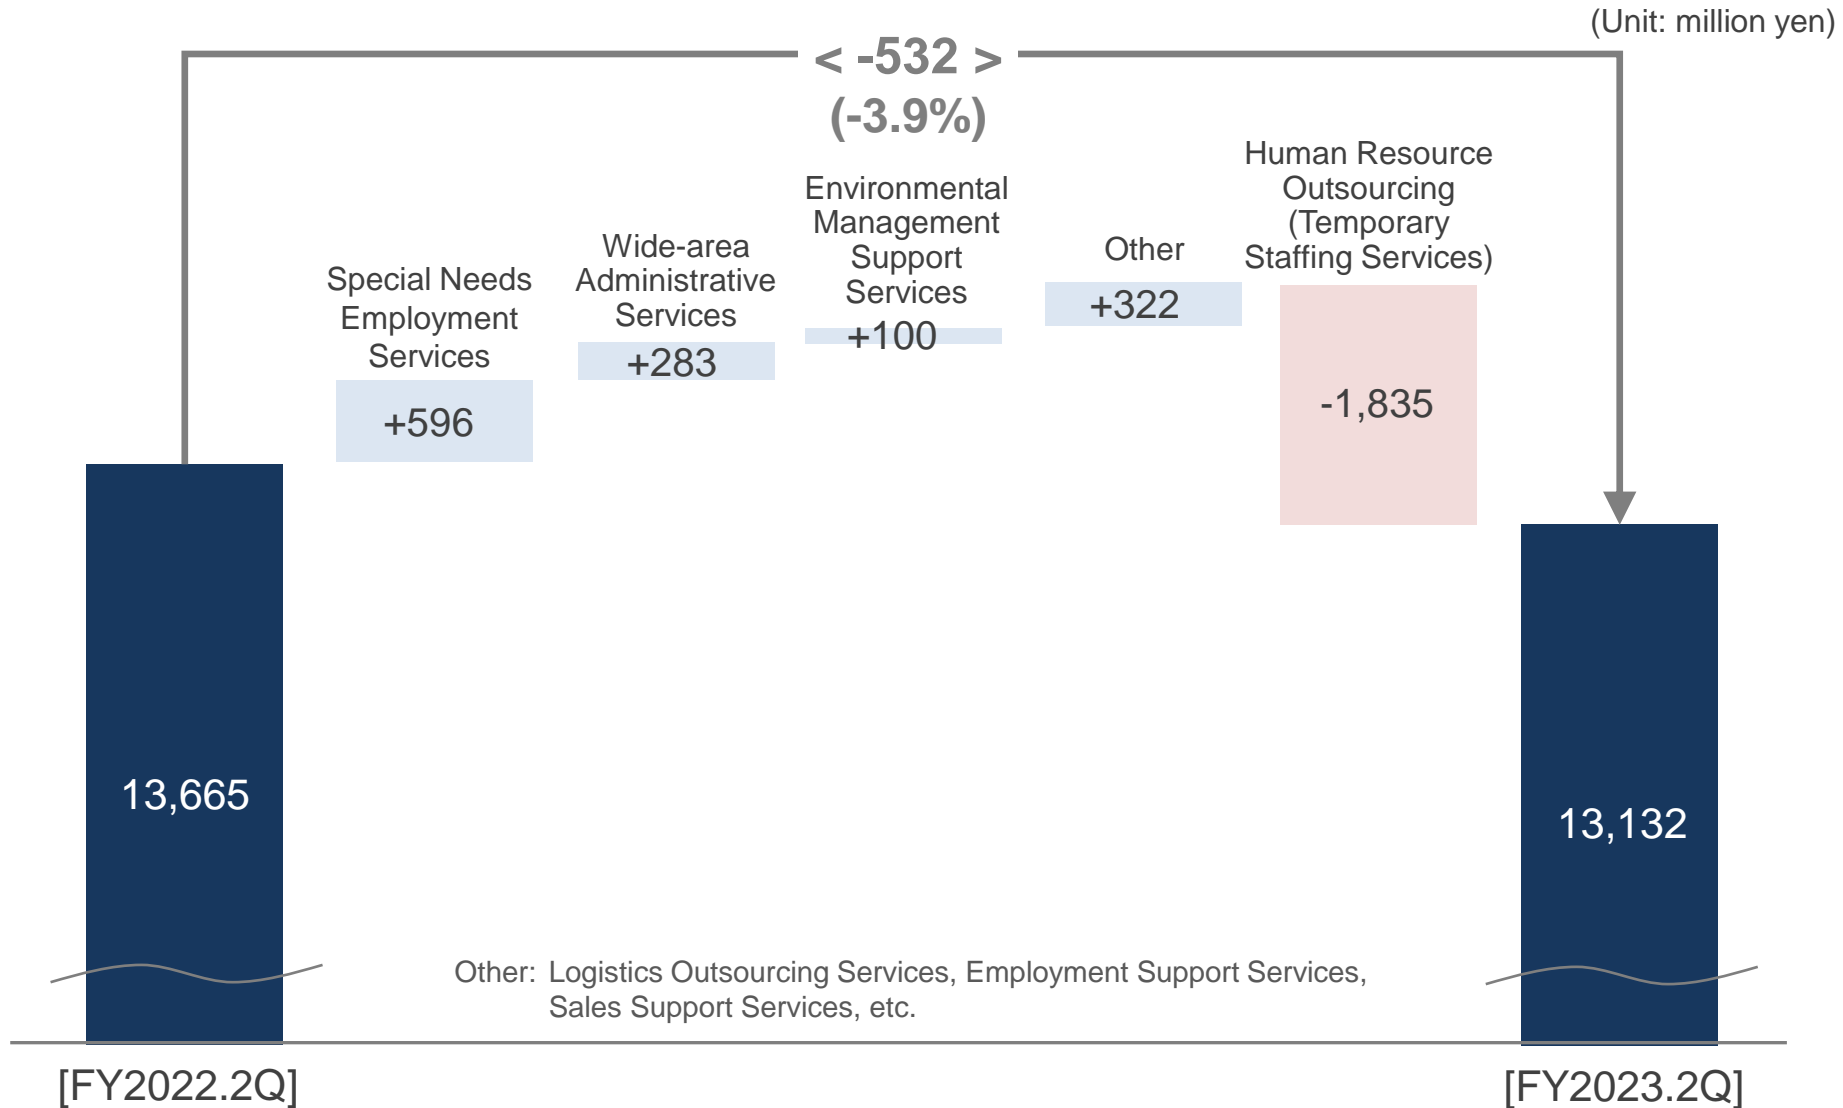 (Unit: million yen)
< -532 >
(-3.9%)
Special Needs
Employment
Services
+596
Wide-area
Administrative
Services
+283
Environmental
Management
Support
Services
+100
Other
+322
Human Resource
Outsourcing
(Temporary
Staffing Services)
-1,835
13,665
13,132
Other: Logistics Outsourcing Services, Employment Support Services,
Sales Support Services, etc.
[FY2022.2Q]
[FY2023.2Q]